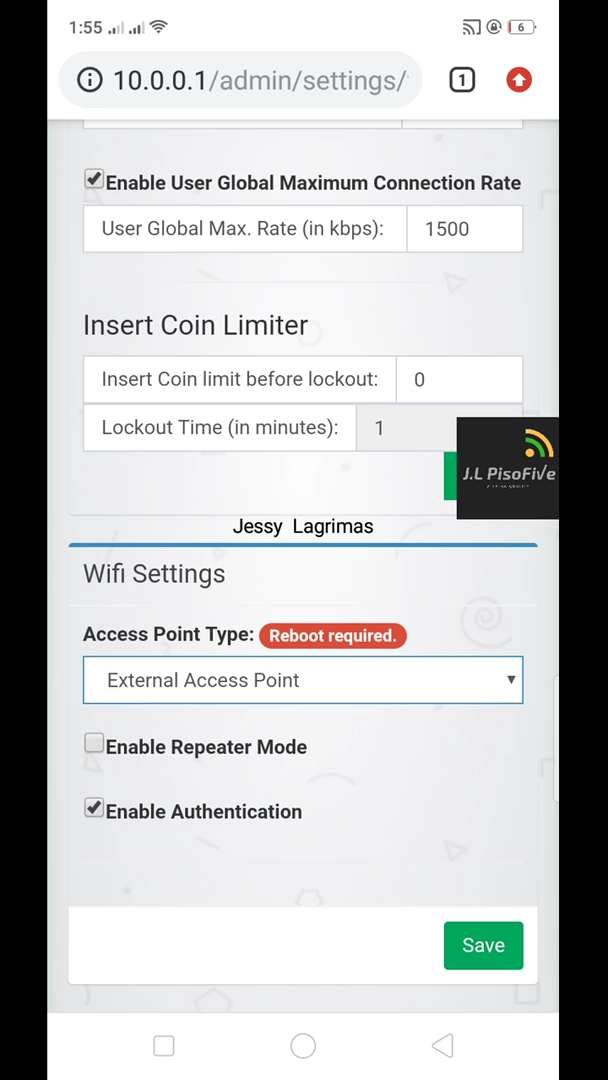 1:55
6
10.0.0.1/admin/settings/
1
Enable User Global Maximum Connection Rate
User Global Max. Rate (in kbps): 1500
Insert Coin Limiter
Insert Coin limit before lockout: 0
Lockout Time (in minutes): 1
J.L PisoFive
Jessy Lagrimas
Wifi Settings
Access Point Type: Reboot required.
External Access Point
Enable Repeater Mode
Enable Authentication
Save